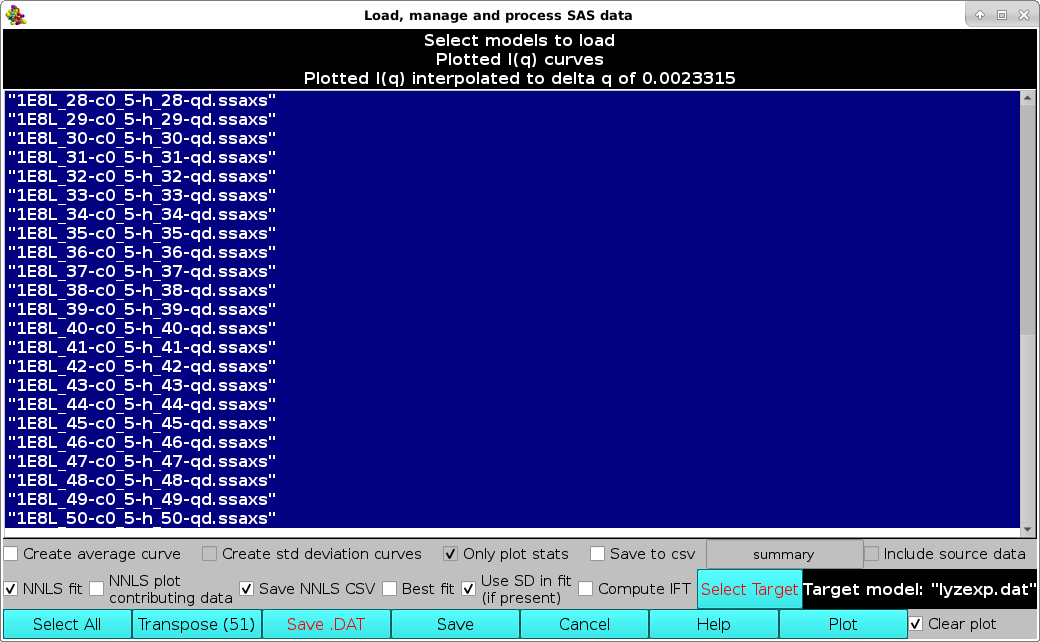 Load, manage and process SAS data
Select models to load
Plotted I(q) curves
Plotted I(q) interpolated to delta q of 0.0023315
"1E8L_28-c0_5-h_28-qd.ssaxs"
"1E8L_29-c0_5-h_29-qd.ssaxs"
"1E8L_30-c0_5-h_30-qd.ssaxs"
"1E8L_31-c0_5-h_31-qd.ssaxs"
"1E8L_32-c0_5-h_32-qd.ssaxs"
"1E8L_33-c0_5-h_33-qd.ssaxs"
"1E8L_34-c0_5-h_34-qd.ssaxs"
"1E8L_35-c0_5-h_35-qd.ssaxs"
"1E8L_36-c0_5-h_36-qd.ssaxs"
"1E8L_37-c0_5-h_37-qd.ssaxs"
"1E8L_38-c0_5-h_38-qd.ssaxs"
"1E8L_39-c0_5-h_39-qd.ssaxs"
"1E8L_40-c0_5-h_40-qd.ssaxs"
"1E8L_41-c0_5-h_41-qd.ssaxs"
"1E8L_42-c0_5-h_42-qd.ssaxs"
"1E8L_43-c0_5-h_43-qd.ssaxs"
"1E8L_44-c0_5-h_44-qd.ssaxs"
"1E8L_45-c0_5-h_45-qd.ssaxs"
"1E8L_46-c0_5-h_46-qd.ssaxs"
"1E8L_47-c0_5-h_47-qd.ssaxs"
"1E8L_48-c0_5-h_48-qd.ssaxs"
"1E8L_49-c0_5-h_49-qd.ssaxs"
"1E8L_50-c0_5-h_50-qd.ssaxs"
Create average curve Create std deviation curves Only plot stats Save to csv summary Include source data
NNLS fit NNLS plot contributing data Save NNLS CSV Best fit Use SD in fit (if present) Compute IFT Select Target Target model: "lyzexp.dat"
Select All Transpose (51) Save .DAT Save Cancel Help Plot Clear plot